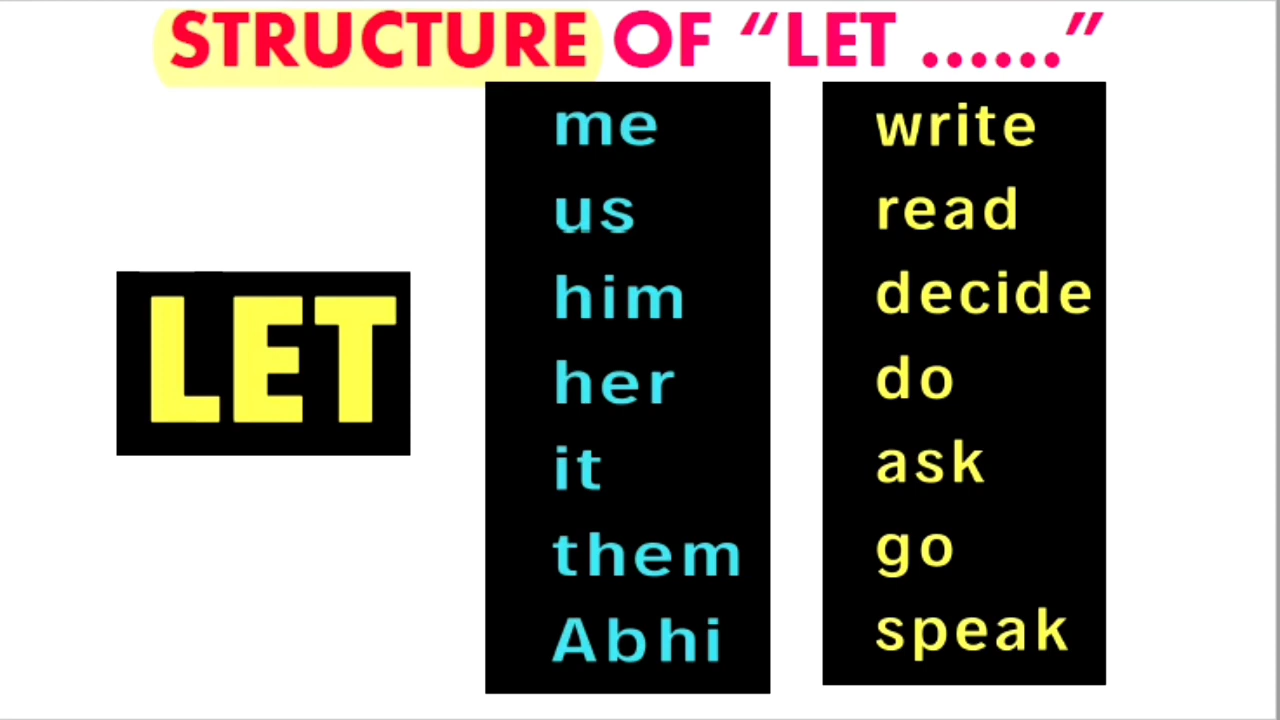 STRUCTURE OF “LET ......”
LET
me
us
him
her
it
them
Abhi
write
read
decide
do
ask
go
speak